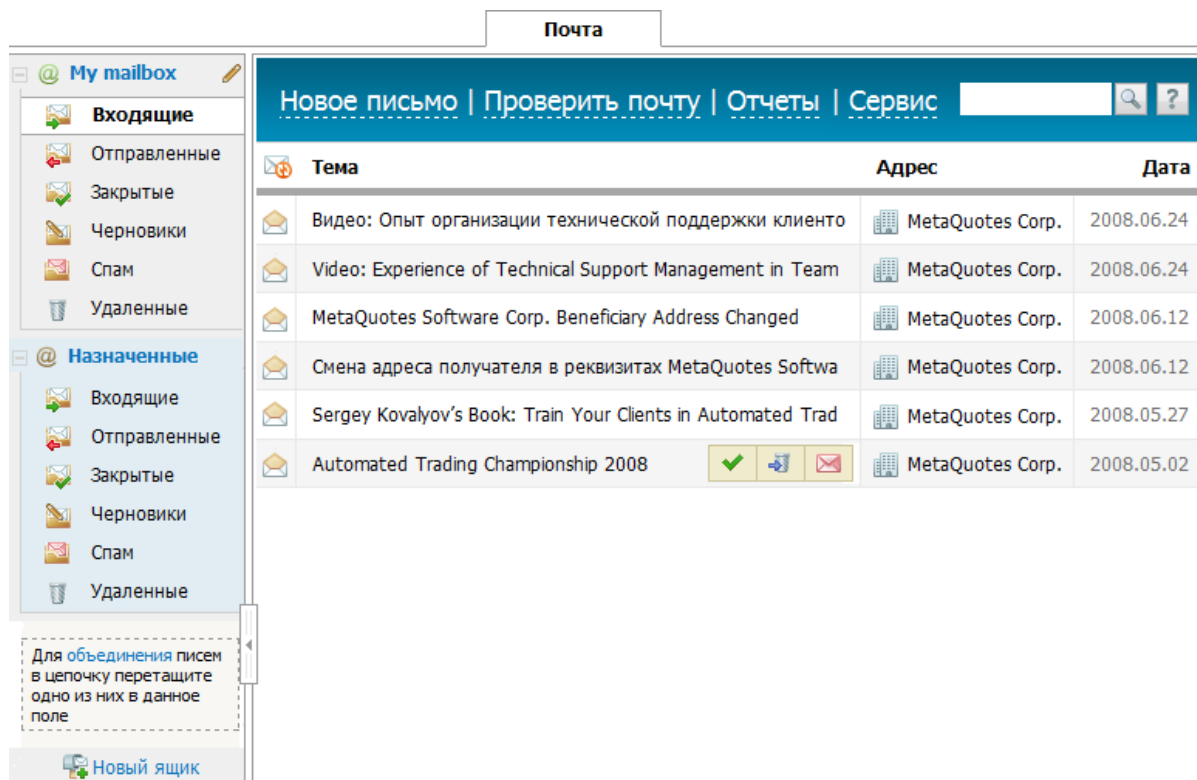 Почта
My mailbox
Входящие
Отправленные
Закрытые
Черновики
Спам
Удаленные
Назначенные
Входящие
Отправленные
Закрытые
Черновики
Спам
Удаленные
Для объединения писем
в цепочку перетащите
одно из них в данное
поле
Новый ящик
Новое письмо | Проверить почту | Отчеты | Сервис ?
Тема Адрес Дата
Видео: Опыт организации технической поддержки клиенто MetaQuotes Corp. 2008.06.24
Video: Experience of Technical Support Management in Team MetaQuotes Corp. 2008.06.24
MetaQuotes Software Corp. Beneficiary Address Changed MetaQuotes Corp. 2008.06.12
Смена адреса получателя в реквизитах MetaQuotes Softwa MetaQuotes Corp. 2008.06.12
Sergey Kovalyov's Book: Train Your Clients in Automated Trad MetaQuotes Corp. 2008.05.27
Automated Trading Championship 2008 MetaQuotes Corp. 2008.05.02